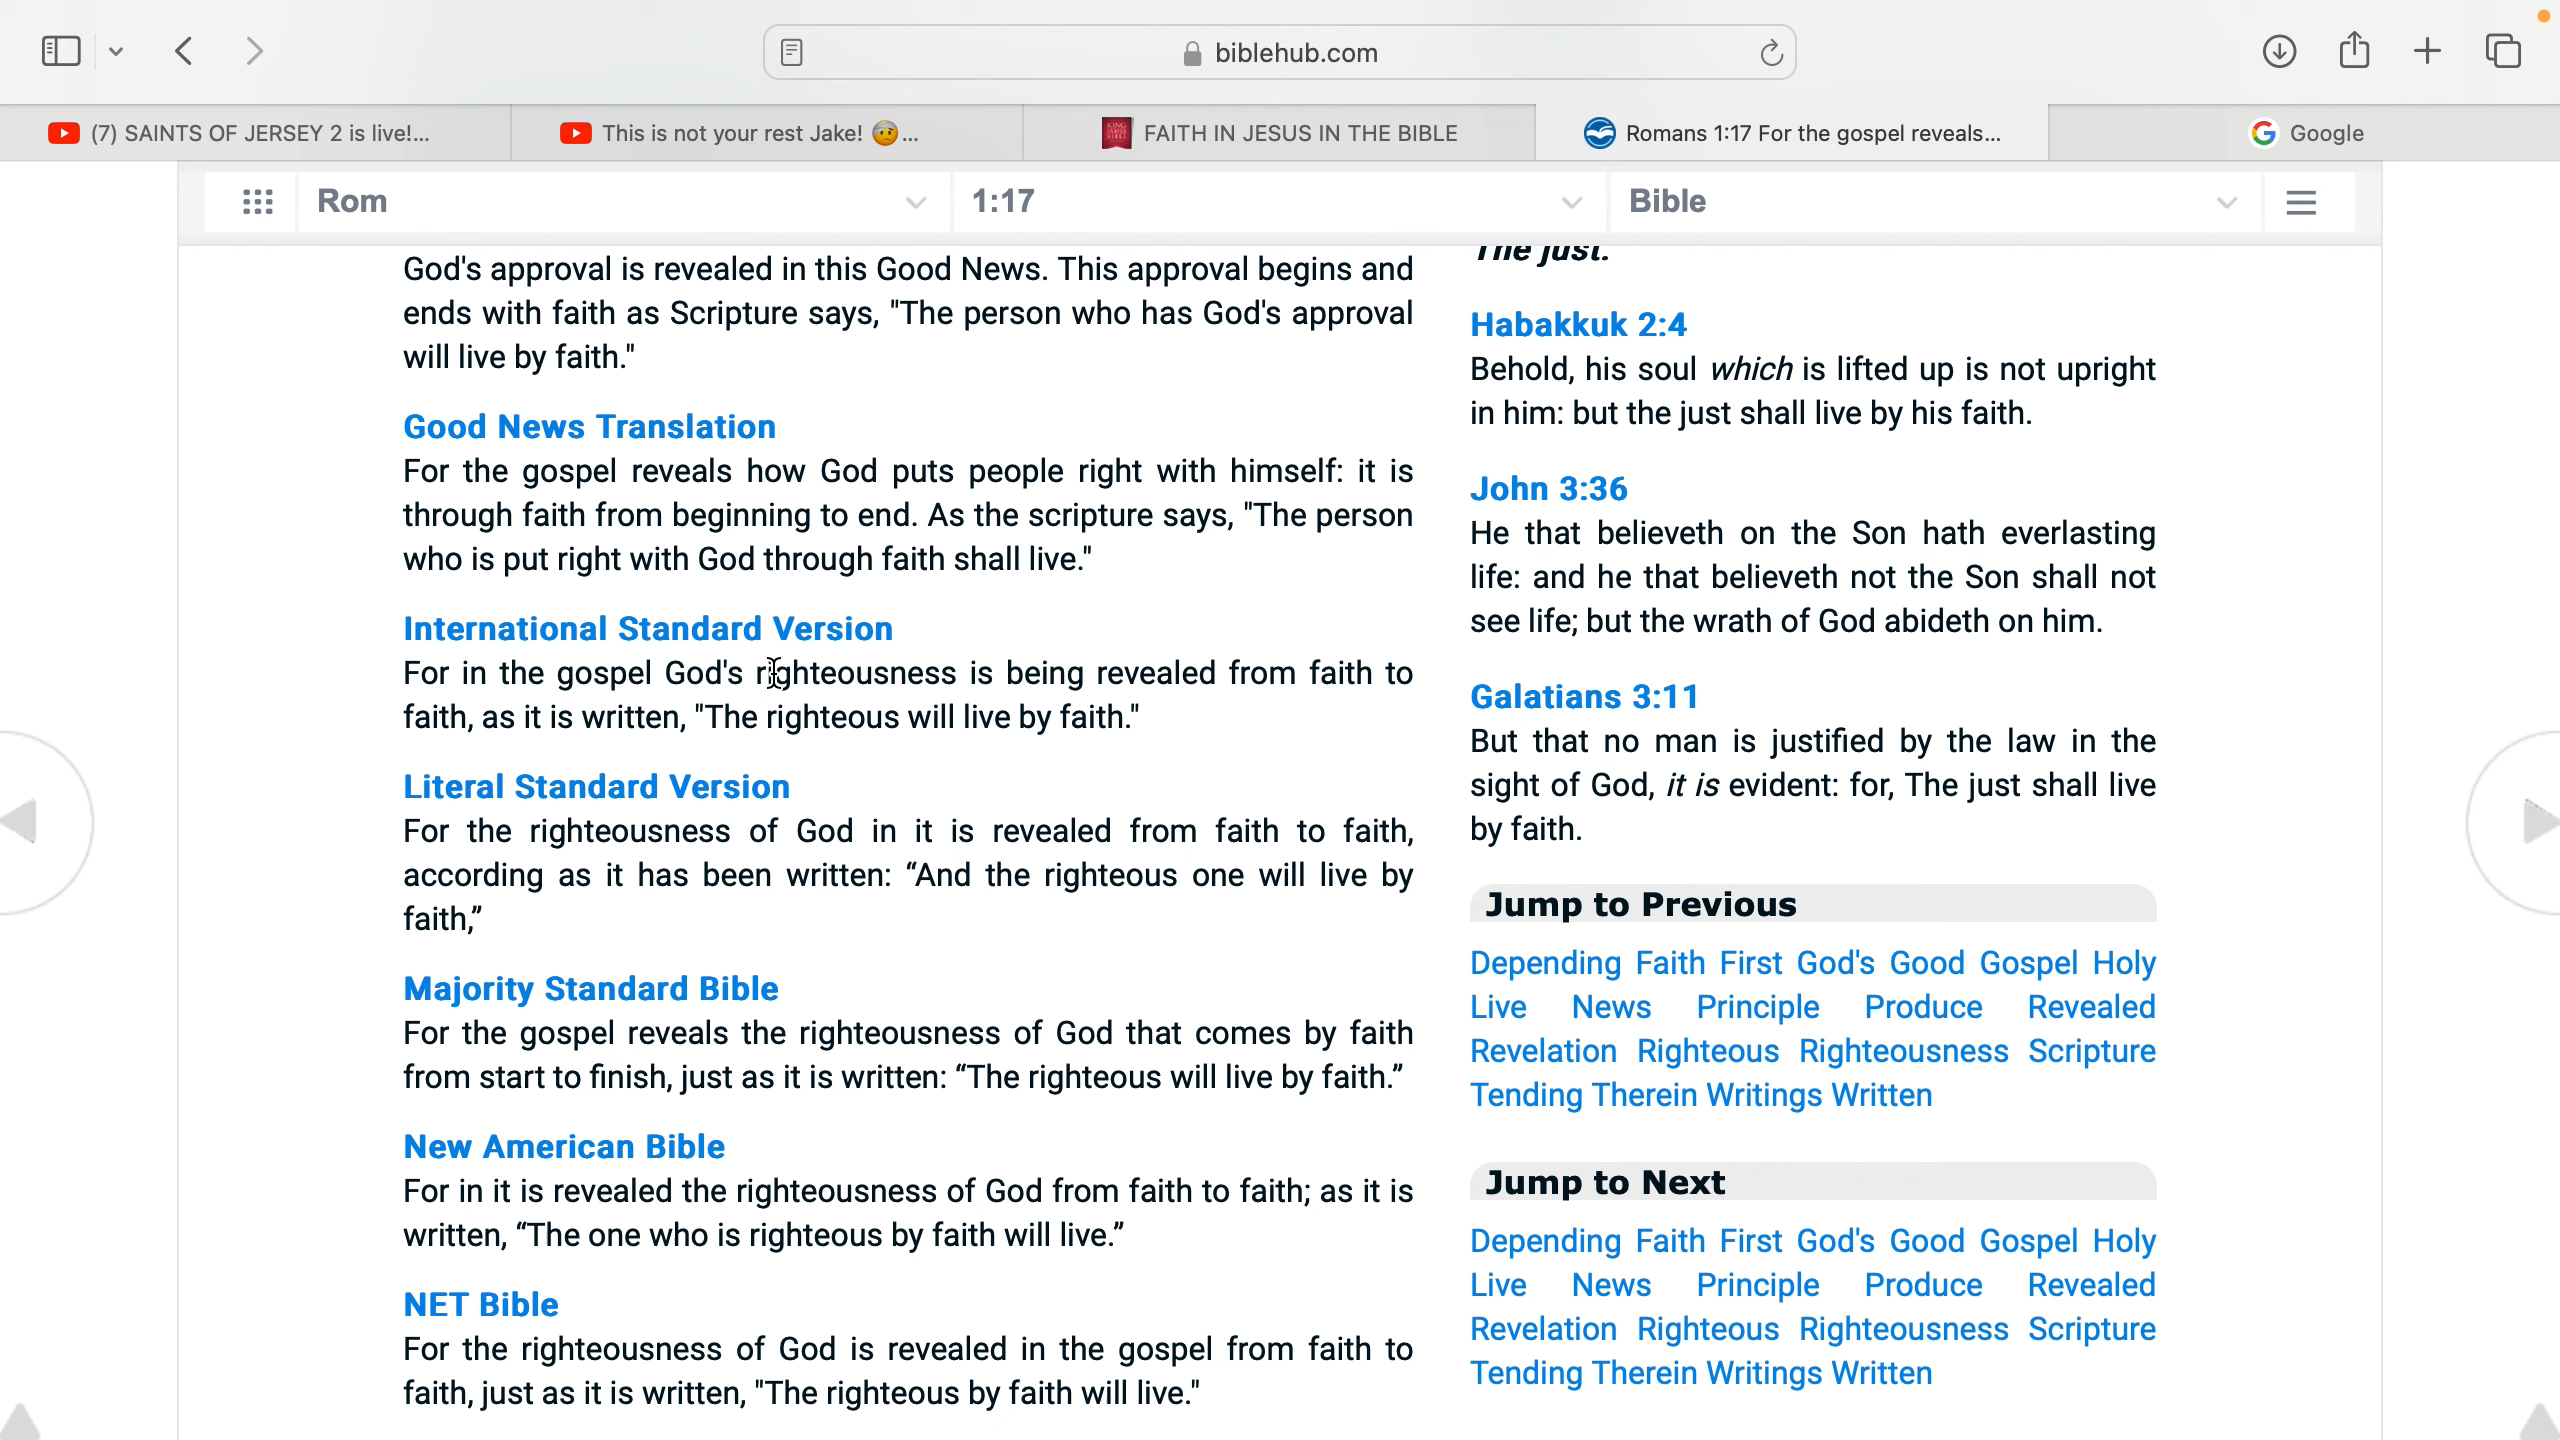 biblehub.com
(7) SAINTS OF JERSEY 2 is live!...
This is not your rest Jake! 🤕...
FAITH IN JESUS IN THE BIBLE
Romans 1:17 For the gospel reveals...
Google
Rom
1:17
Bible
God's approval is revealed in this Good News. This approval begins and
ends with faith as Scripture says, "The person who has God's approval
will live by faith."
Good News Translation
For the gospel reveals how God puts people right with himself: it is
through faith from beginning to end. As the scripture says, "The person
who is put right with God through faith shall live."
International Standard Version
For in the gospel God's righteousness is being revealed from faith to
faith, as it is written, "The righteous will live by faith."
Literal Standard Version
For the righteousness of God in it is revealed from faith to faith,
according as it has been written: “And the righteous one will live by
faith,”
Majority Standard Bible
For the gospel reveals the righteousness of God that comes by faith
from start to finish, just as it is written: “The righteous will live by faith.”
New American Bible
For in it is revealed the righteousness of God from faith to faith; as it is
written, “The one who is righteous by faith will live.”
NET Bible
For the righteousness of God is revealed in the gospel from faith to
faith, just as it is written, "The righteous by faith will live."
The just.
Habakkuk 2:4
Behold, his soul which is lifted up is not upright
in him: but the just shall live by his faith.
John 3:36
He that believeth on the Son hath everlasting
life: and he that believeth not the Son shall not
see life; but the wrath of God abideth on him.
Galatians 3:11
But that no man is justified by the law in the
sight of God, it is evident: for, The just shall live
by faith.
Jump to Previous
Depending Faith First God's Good Gospel Holy
Live News Principle Produce Revealed
Revelation Righteous Righteousness Scripture
Tending Therein Writings Written
Jump to Next
Depending Faith First God's Good Gospel Holy
Live News Principle Produce Revealed
Revelation Righteous Righteousness Scripture
Tending Therein Writings Written